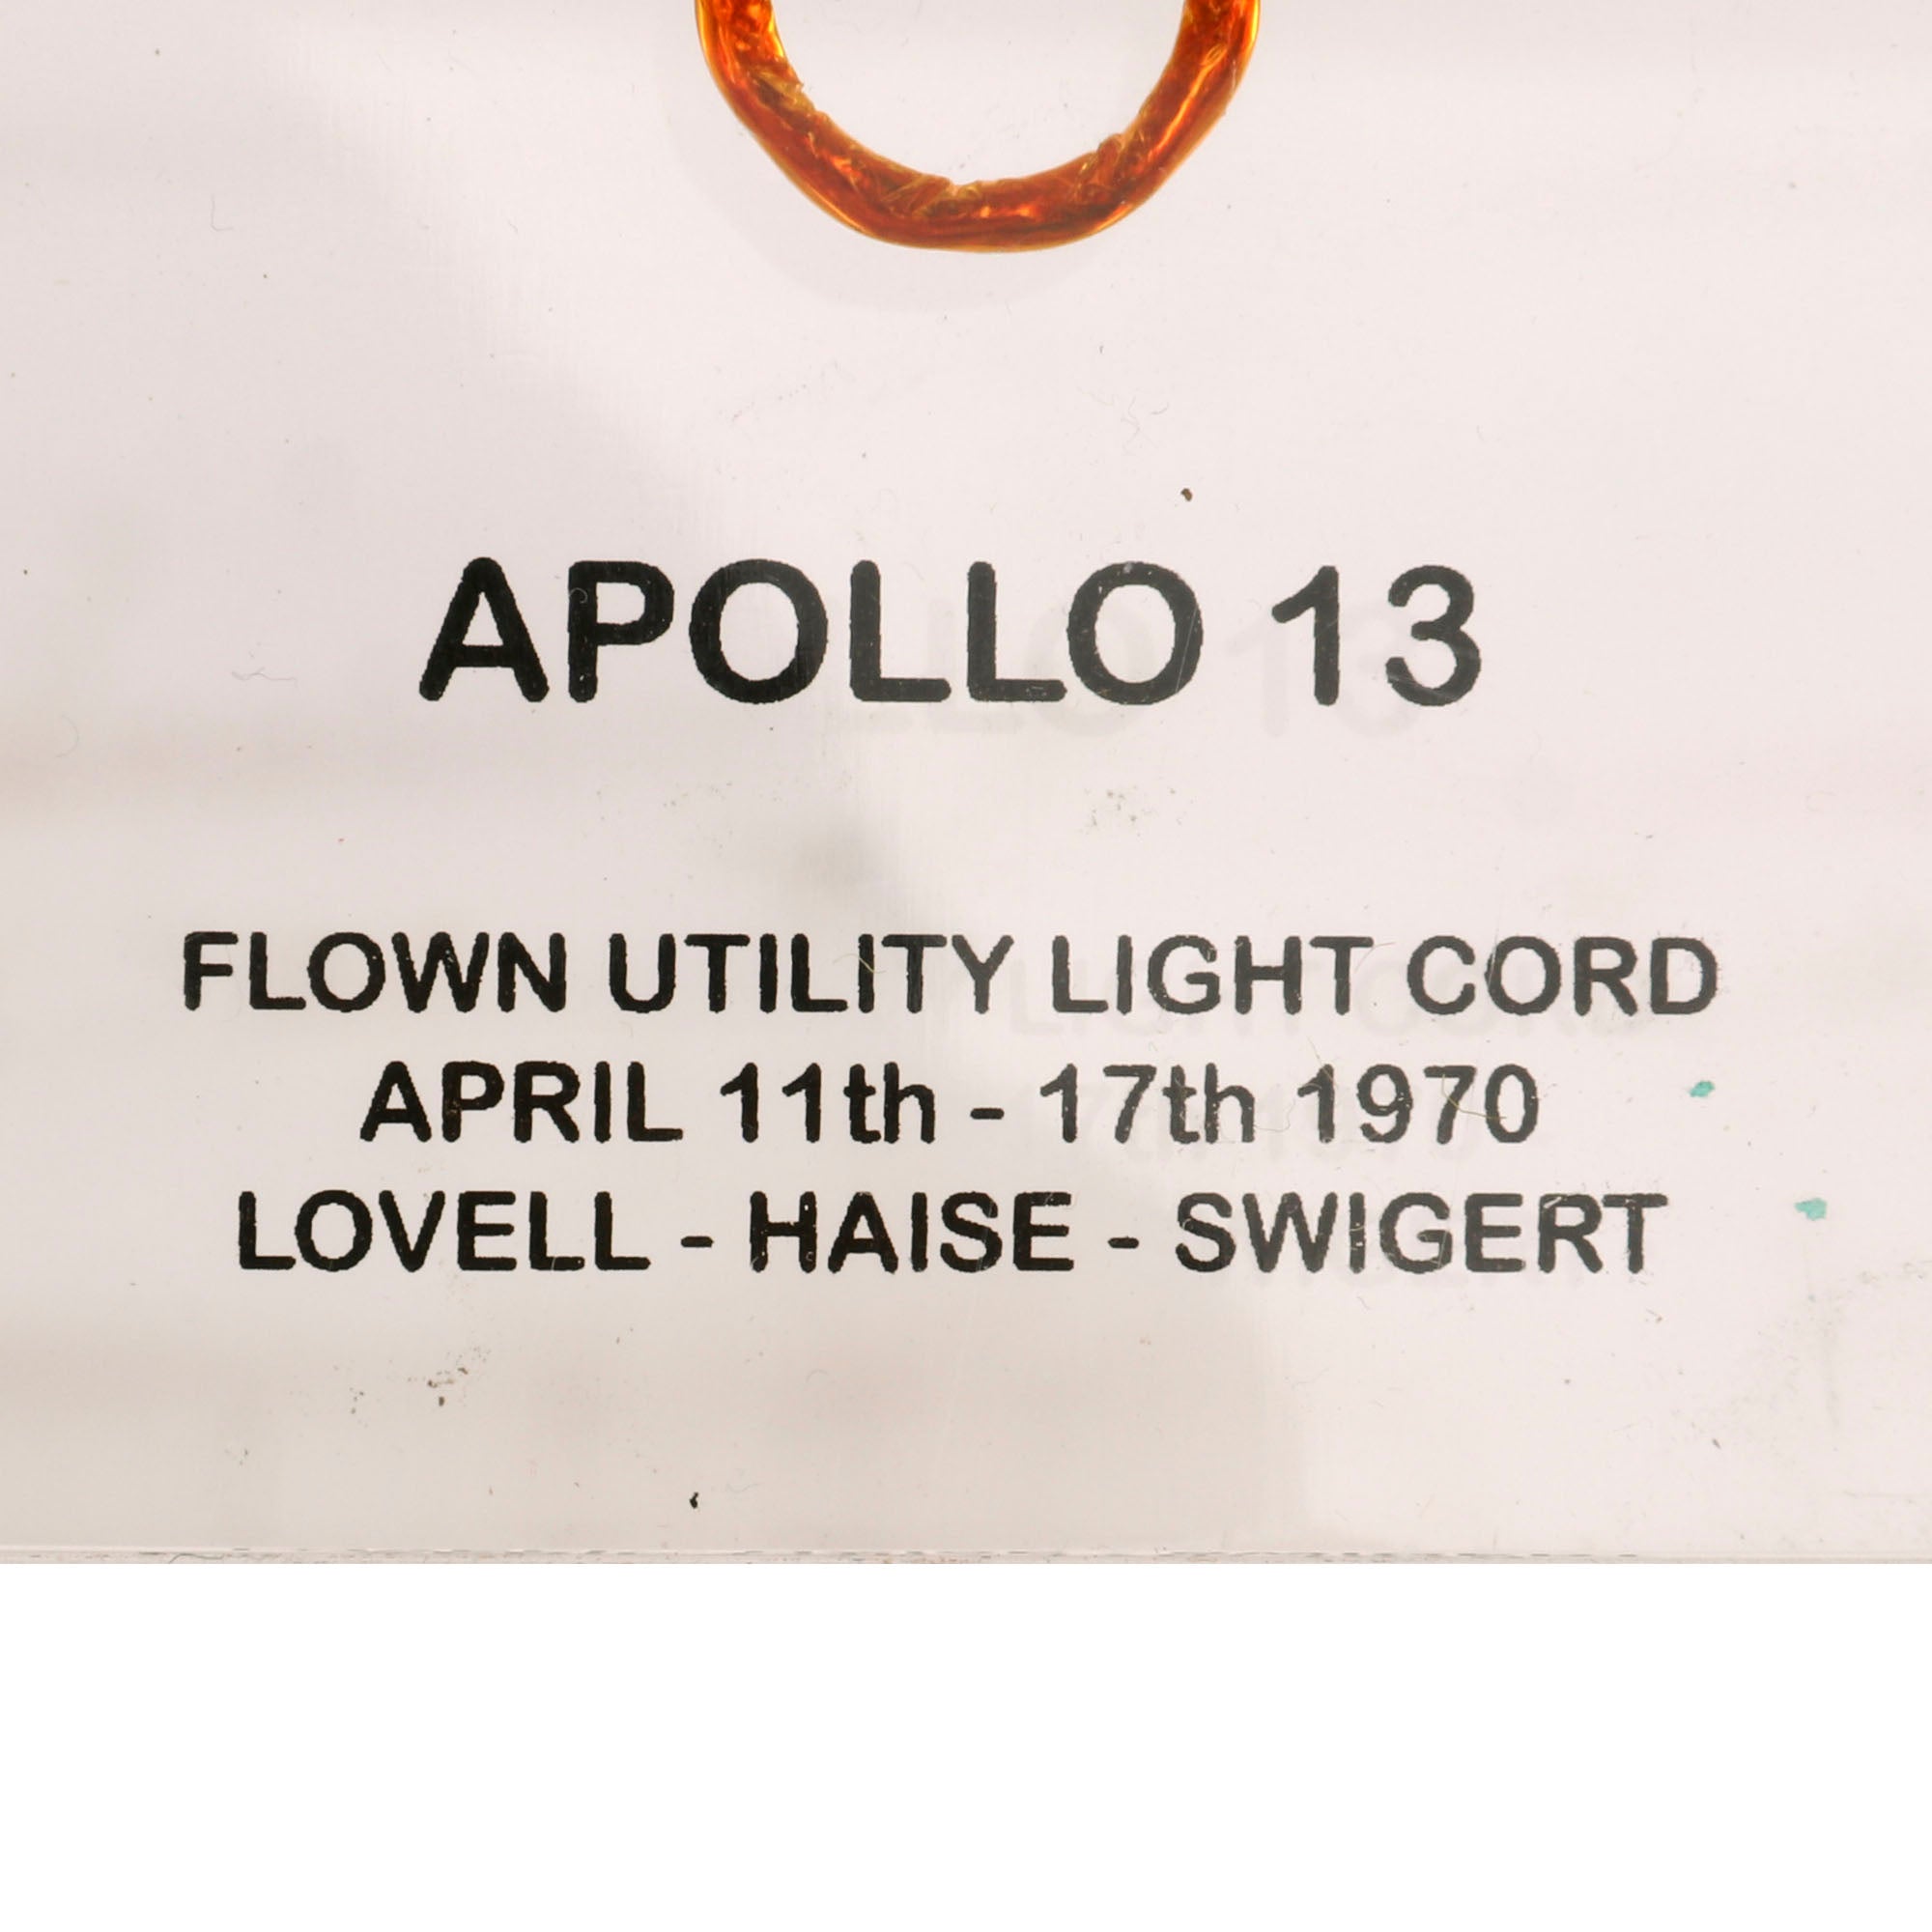 APOLLO 13
FLOWN UTILITY LIGHT CORD
APRIL 11th - 17th 1970
LOVELL - HAISE - SWIGERT